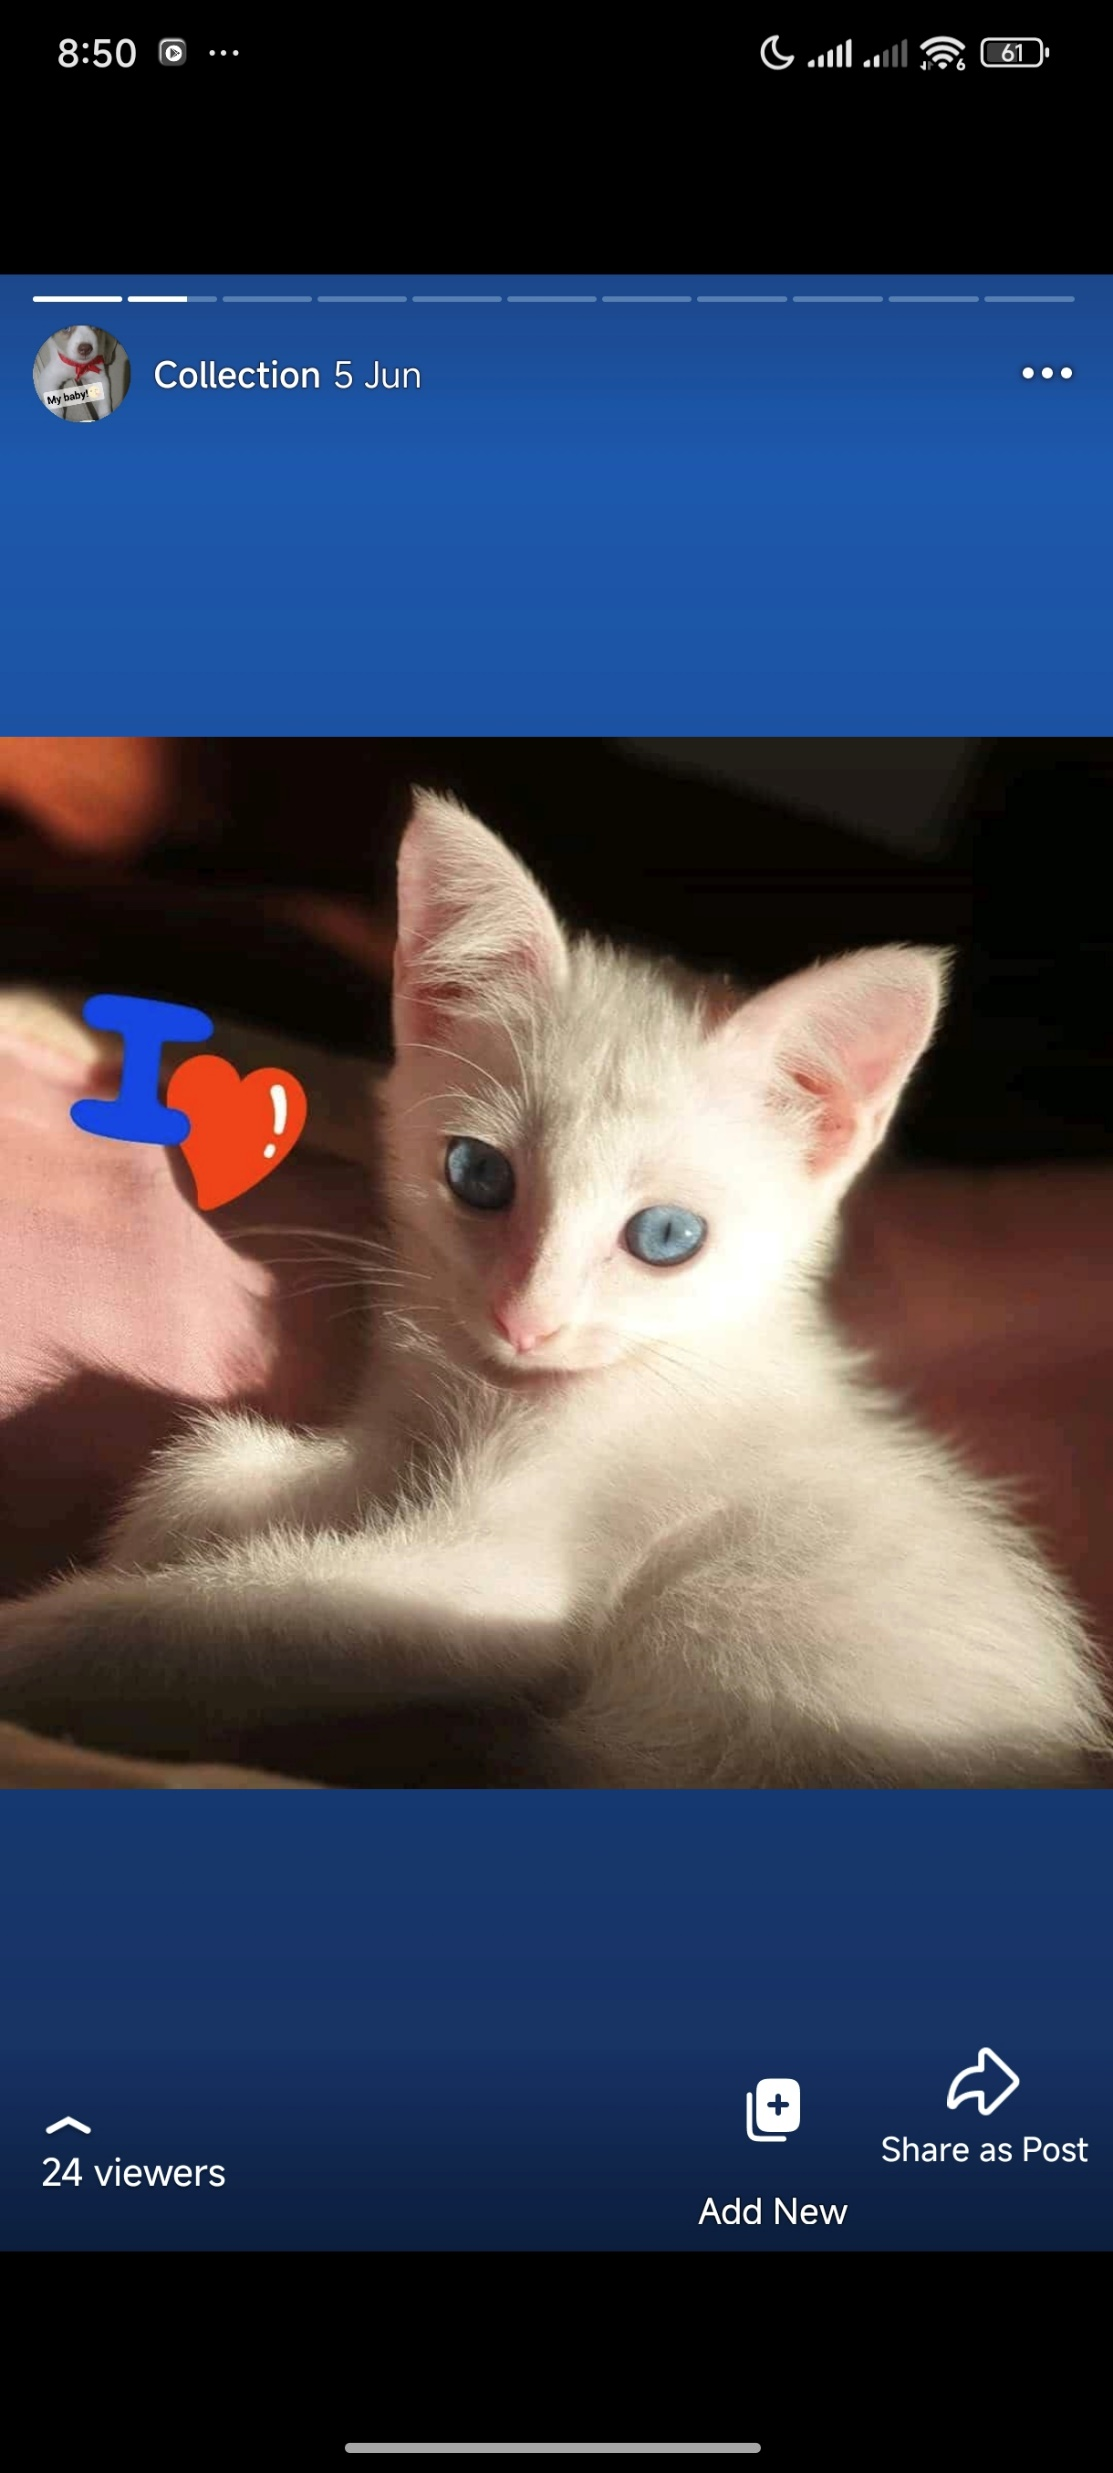 8:50
61
Collection 5 Jun
My baby!
I
24 viewers
Share as Post
Add New